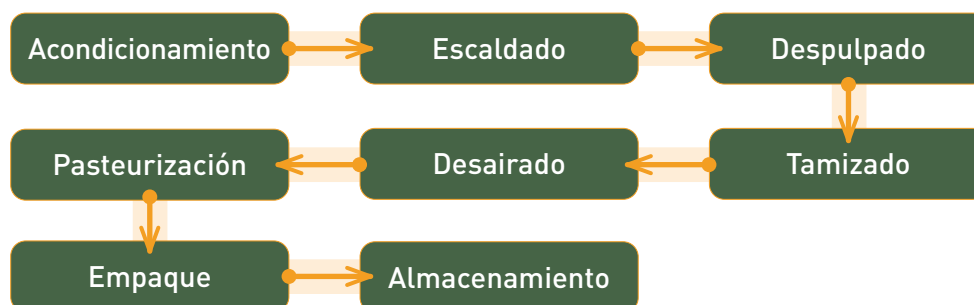 Acondicionamiento
Escaldado
Despulpado
Tamizado
Desairado
Pasteurización
Empaque
Almacenamiento